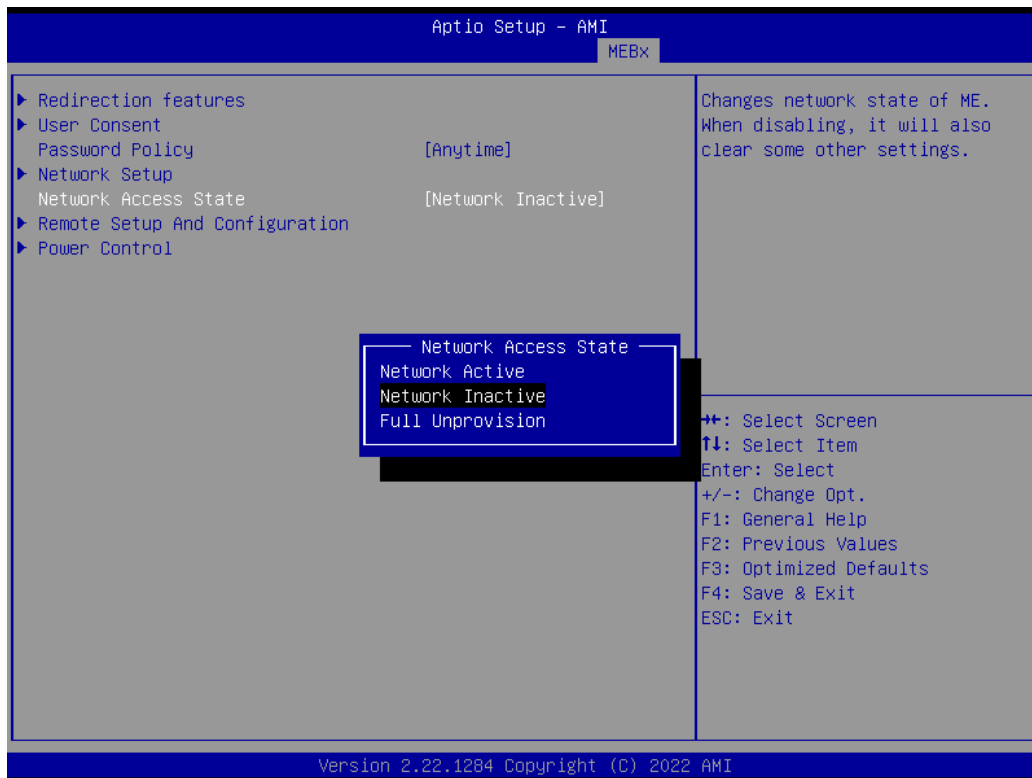 Aptio Setup – AMI
MEBx
Redirection features
User Consent
Password Policy [Anytime]
Network Setup
Network Access State [Network Inactive]
Remote Setup And Configuration
Power Control
Changes network state of ME.
When disabling, it will also
clear some other settings.
Network Access State
Network Active
Network Inactive
Full Unprovision
→←: Select Screen
↑↓: Select Item
Enter: Select
+/-: Change Opt.
F1: General Help
F2: Previous Values
F3: Optimized Defaults
F4: Save & Exit
ESC: Exit
Version 2.22.1284 Copyright (C) 2022 AMI